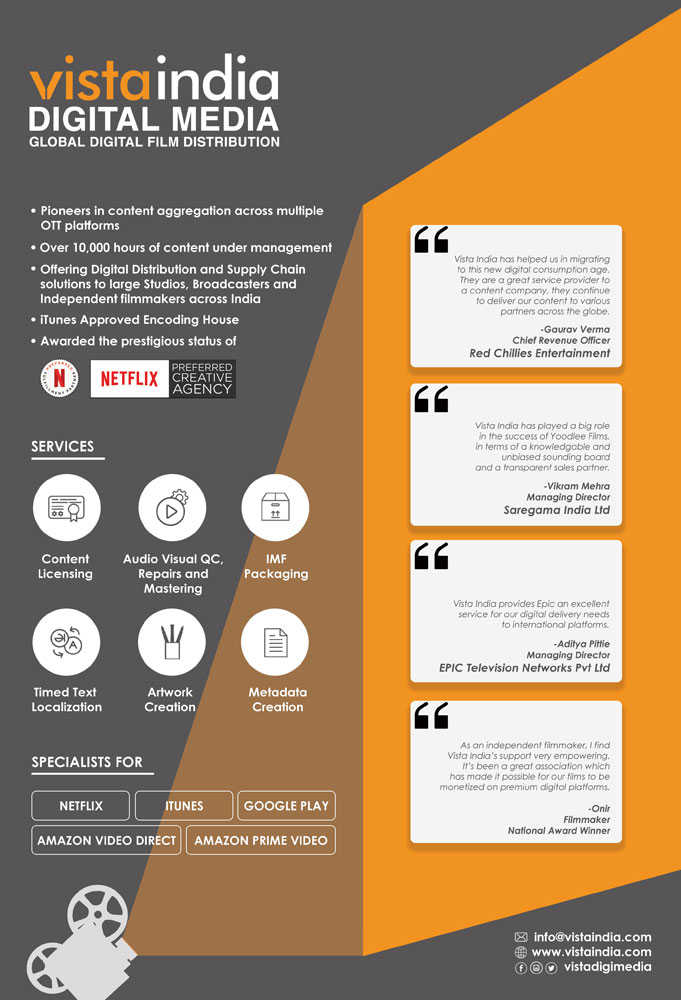 vistaindia
DIGITAL MEDIA
GLOBAL DIGITAL FILM DISTRIBUTION
• Pioneers in content aggregation across multiple
OTT platforms
• Over 10,000 hours of content under management
• Offering Digital Distribution and Supply Chain
solutions to large Studios, Broadcasters and
Independent filmmakers across India
• iTunes Approved Encoding House
• Awarded the prestigious status of
N
NETFLIX
PREFERRED
CREATIVE
AGENCY
SERVICES
Content
Licensing
Audio Visual QC,
Repairs and
Mastering
IMF
Packaging
Timed Text
Localization
Artwork
Creation
Metadata
Creation
SPECIALISTS FOR
NETFLIX
ITUNES
GOOGLE PLAY
AMAZON VIDEO DIRECT
AMAZON PRIME VIDEO
Vista India has helped us in migrating
to this new digital consumption age.
They are a great service provider to
a content company, they continue
to deliver our content to various
partners across the globe.
-Gaurav Verma
Chief Revenue Officer
Red Chillies Entertainment
Vista India has played a big role
in the success of Yoodlee Films,
in terms of a knowledgable and
unbiased sounding board
and a transparent sales partner.
-Vikram Mehra
Managing Director
Saregama India Ltd
Vista India provides Epic an excellent
service for our digital delivery needs
to international platforms.
-Aditya Pittie
Managing Director
EPIC Television Networks Pvt Ltd
As an independent filmmaker, I find
Vista India's support very empowering.
It's been a great association which
has made it possible for our films to be
monetized on premium digital platforms.
-Onir
Filmmaker
National Award Winner
info@vistaindia.com
www.vistaindia.com
vistadigimedia